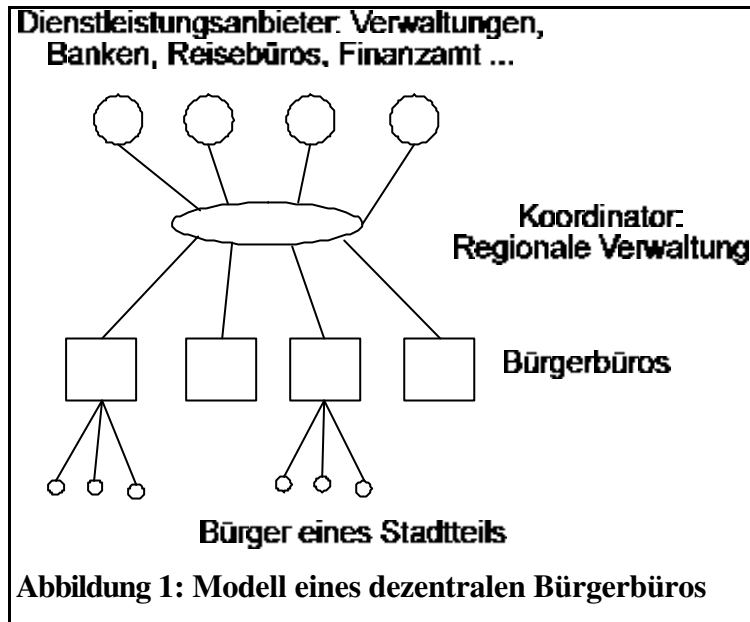 Dienstleistungsanbieter: Verwaltungen,
Banken, Reisebüros, Finanzamt ...
Koordinator:
Regionale Verwaltung
Bürgerbüros
Bürger eines Stadtteils
Abbildung 1: Modell eines dezentralen Bürgerbüros